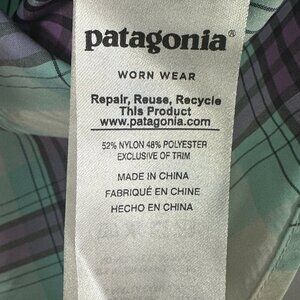 patagonia®
WORN WEAR
Repair, Reuse, Recycle
This Product
www.patagonia.com
52% NYLON 48% POLYESTER
EXCLUSIVE OF TRIM
MADE IN CHINA
FABRIQUÉ EN CHINE
HECHO EN CHINA